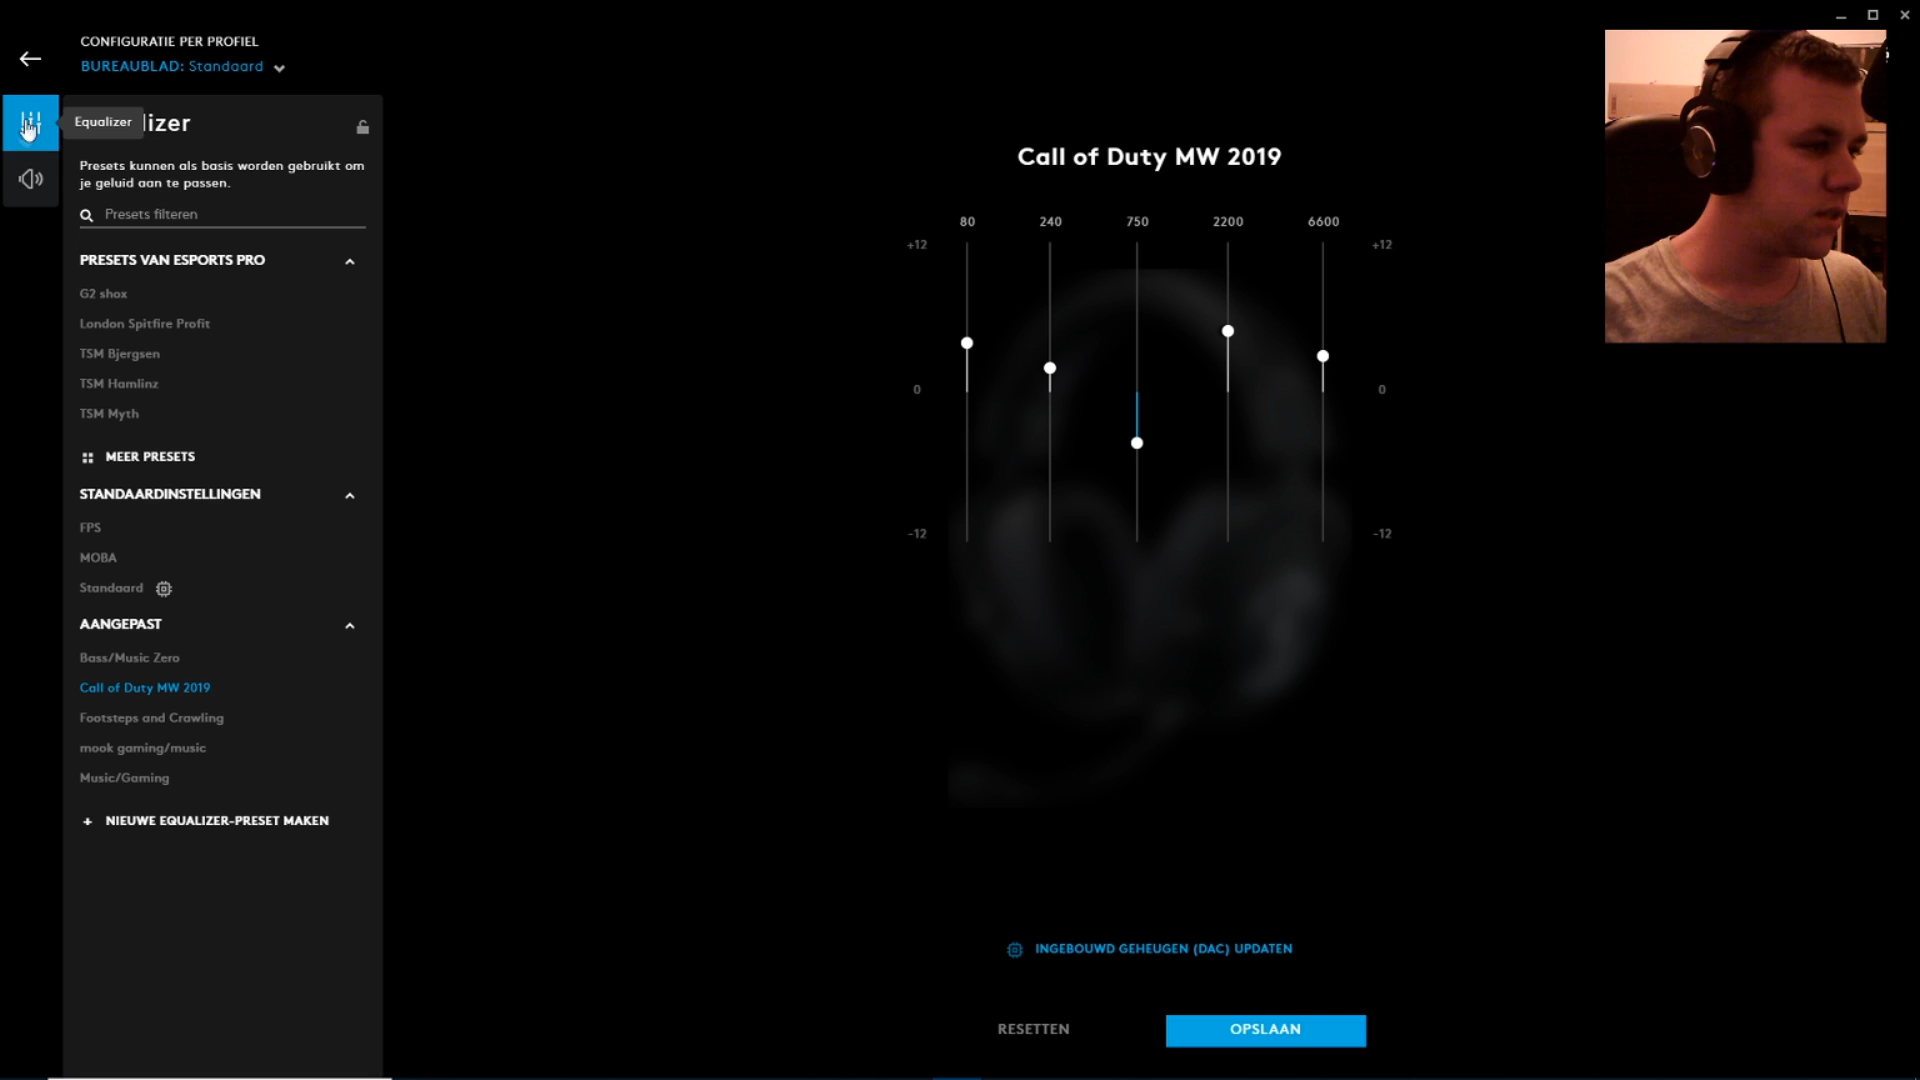 CONFIGURATIE PER PROFIEL
BUREAUBLAD: Standaard
Equalizer
lizer
Presets kunnen als basis worden gebruikt om
je geluid aan te passen.
Presets filteren
PRESETS VAN ESPORTS PRO
G2 shox
London Spitfire Profit
TSM Bjergsen
TSM Hamlinz
TSM Myth
MEER PRESETS
STANDAARDINSTELLINGEN
FPS
MOBA
Standaard
AANGEPAST
Bass/Music Zero
Call of Duty MW 2019
Footsteps and Crawling
mook gaming/music
Music/Gaming
+ NIEUWE EQUALIZER-PRESET MAKEN
Call of Duty MW 2019
80 240 750 2200 6600
+12 +12
0 0
-12 -12
INGEBOUWD GEHEUGEN (DAC) UPDATEN
RESETTEN OPSLAAN